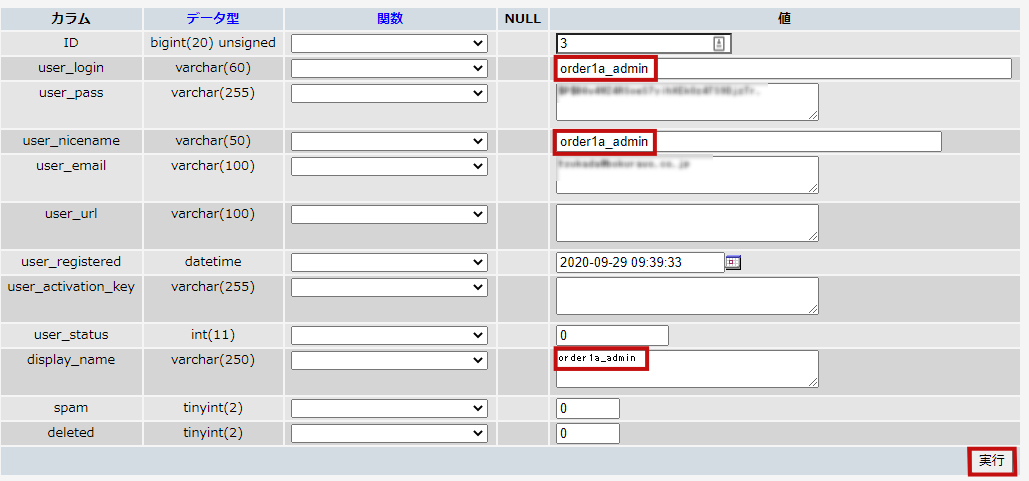 カラム データ型 関数 NULL 値
ID bigint(20) unsigned 3
user_login varchar(60) order1a_admin
user_pass varchar(255)
user_nicename varchar(50) order1a_admin
user_email varchar(100)
user_url varchar(100)
user_registered datetime 2020-09-29 09:39:33
user_activation_key varchar(255)
user_status int(11) 0
display_name varchar(250) order1a_admin
spam tinyint(2) 0
deleted tinyint(2) 0
実行